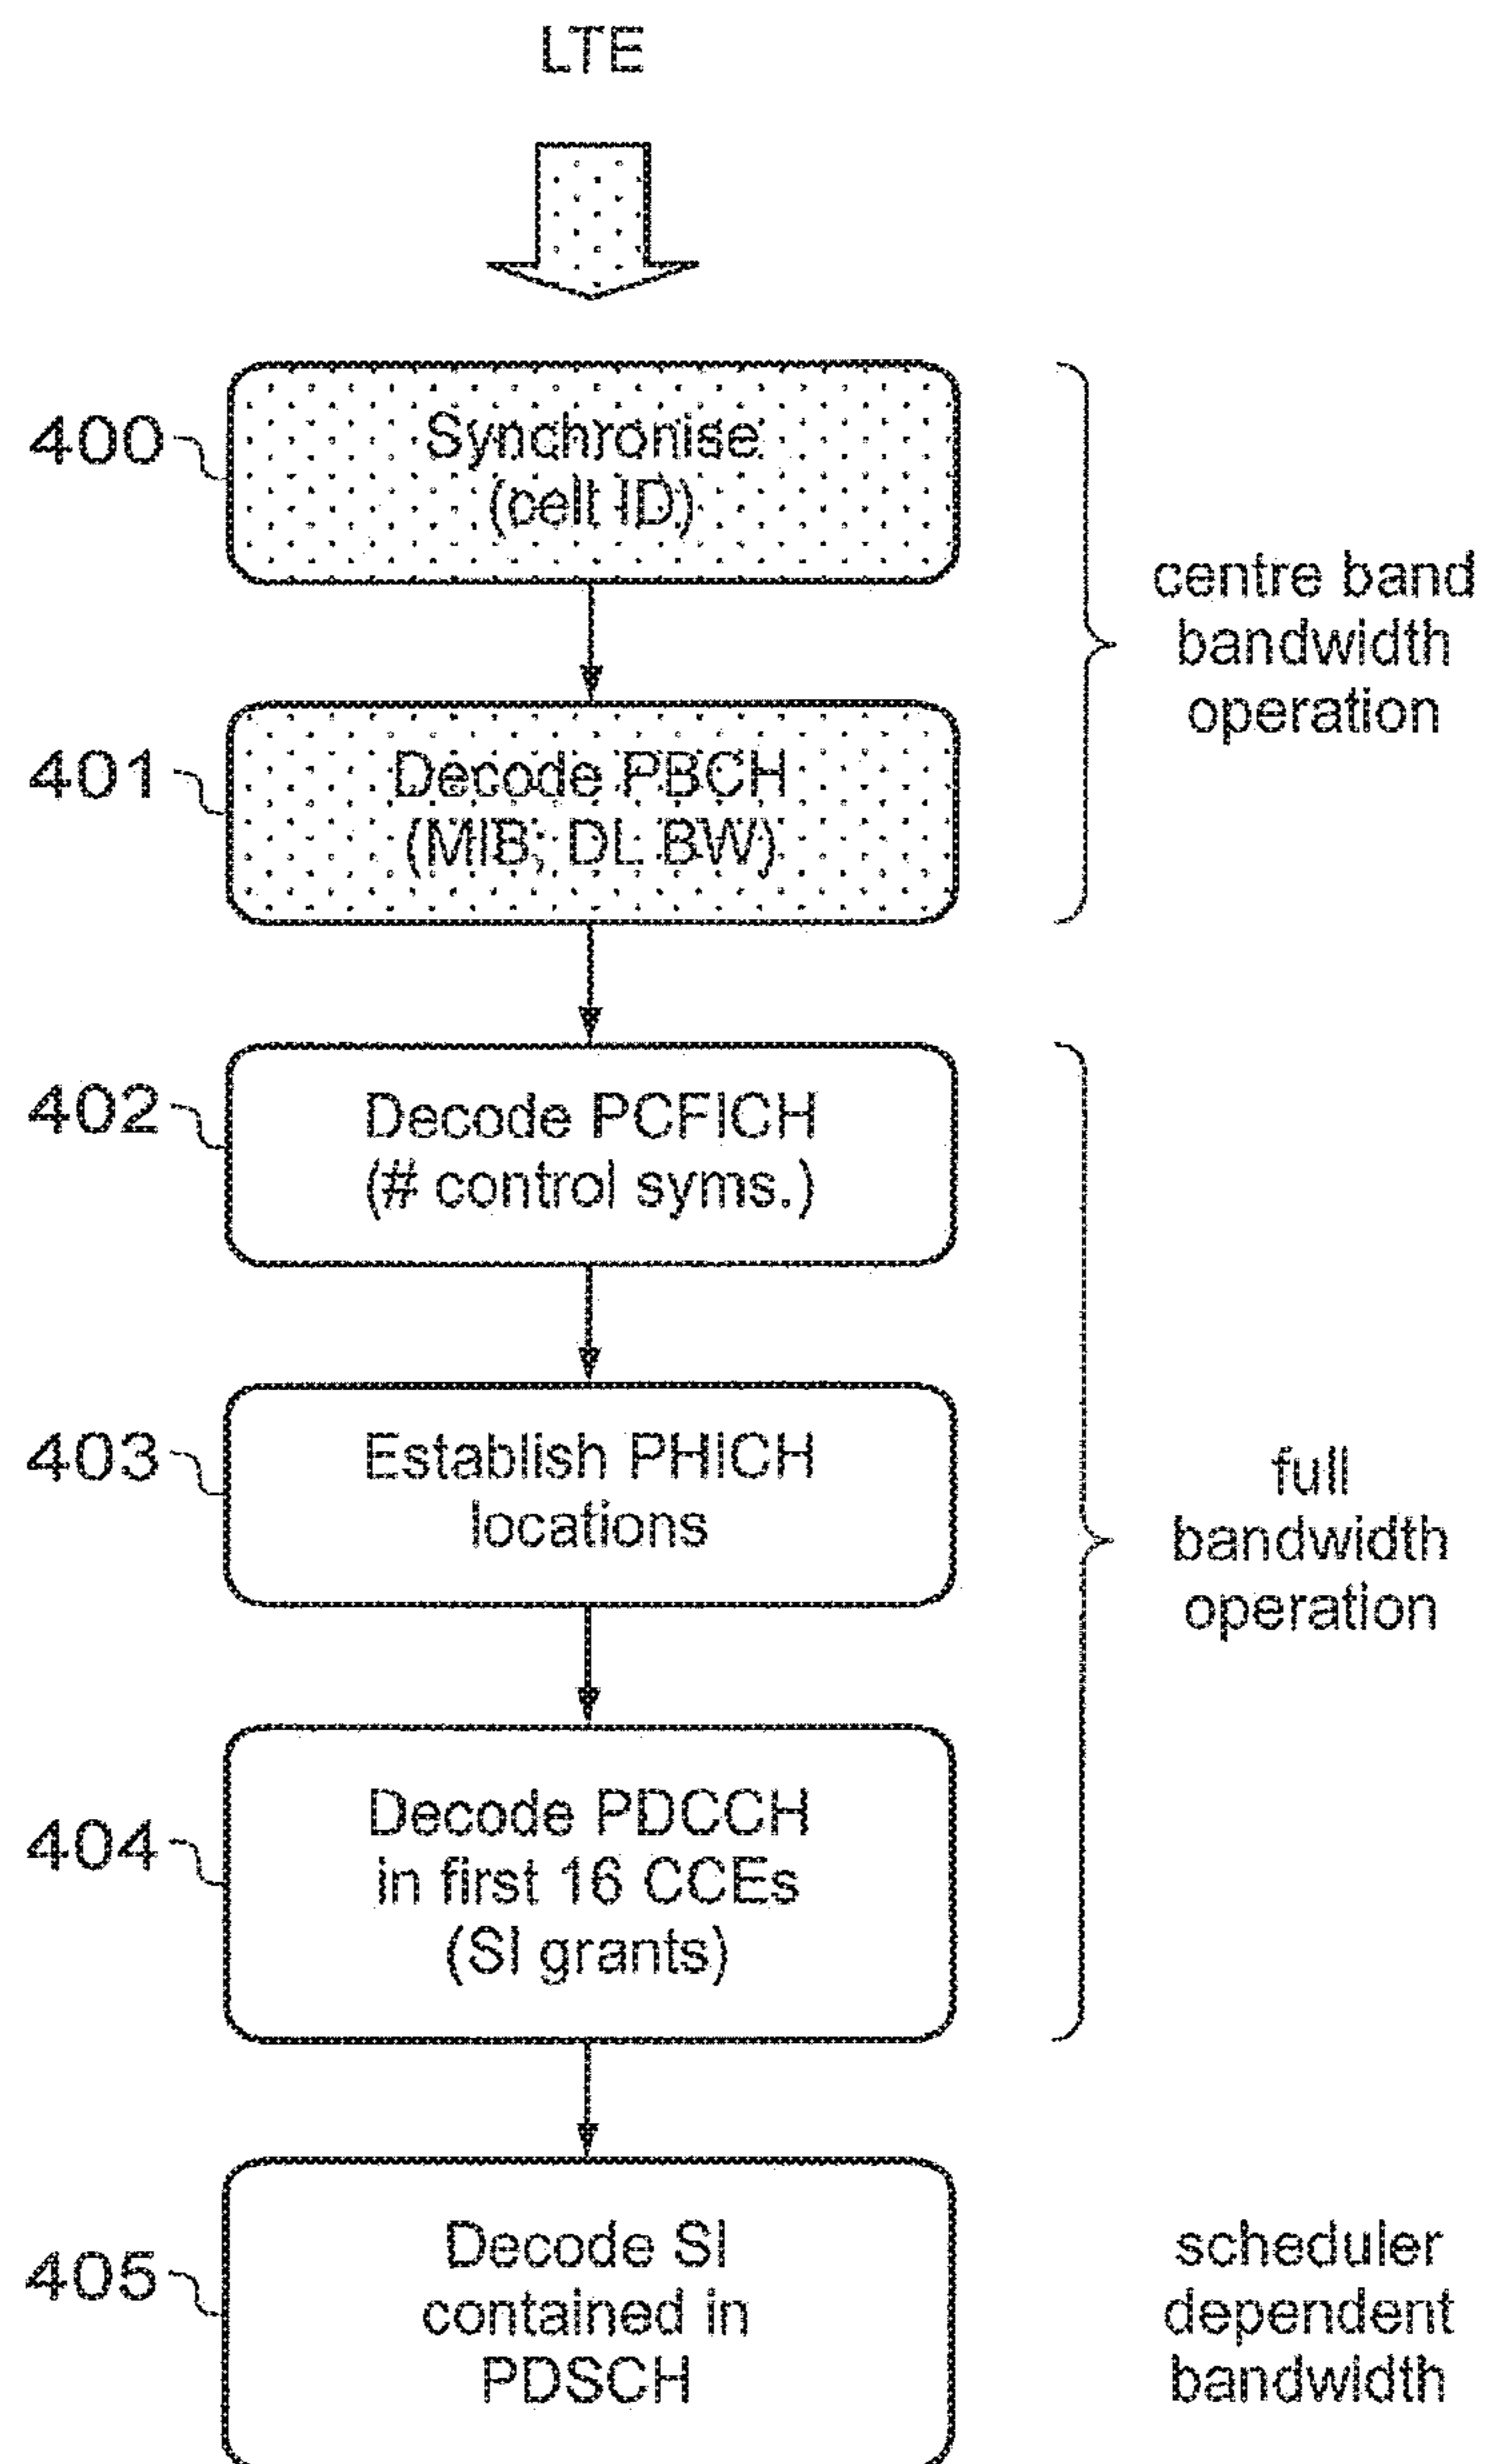 LTE
400
Synchronise
(cell ID)
centre band
bandwidth
operation
401
Decode PBCH
(MIB; DL BW)
402
Decode PCFICH
(# control syms.)
403
Establish PHICH
locations
full
bandwidth
operation
404
Decode PDCCH
in first 16 CCEs
(SI grants)
405
Decode SI
contained in
PDSCH
scheduler
dependent
bandwidth